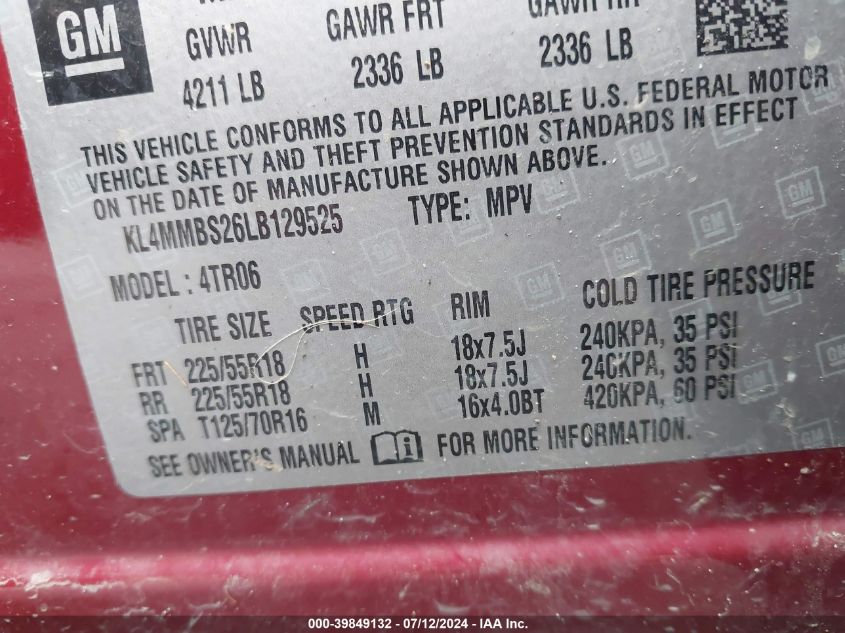 GM
GVWR GAWR FRT GAWR RR
4211 LB 2336 LB 2336 LB
THIS VEHICLE CONFORMS TO ALL APPLICABLE U.S. FEDERAL MOTOR
VEHICLE SAFETY AND THEFT PREVENTION STANDARDS IN EFFECT
ON THE DATE OF MANUFACTURE SHOWN ABOVE.
KL4MMBS26LB129525 TYPE: MPV
MODEL : 4TR06
TIRE SIZE SPEED RTG RIM COLD TIRE PRESSURE
FRT 225/55R18 H 18x7.5J 240KPA, 35 PSI
RR 225/55R18 H 18x7.5J 240KPA, 35 PSI
SPA T125/70R16 M 16x4.0BT 420KPA, 60 PSI
SEE OWNER'S MANUAL FOR MORE INFORMATION.
000-39849132 - 07/12/2024 - IAA Inc.